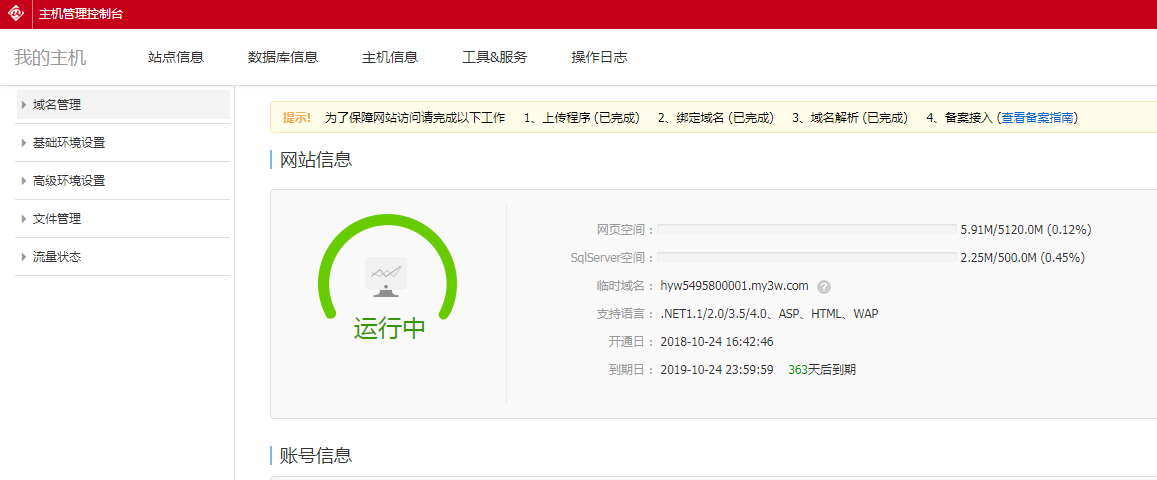 主机管理控制台
我的主机 站点信息 数据库信息 主机信息 工具&服务 操作日志
域名管理
基础环境设置
高级环境设置
文件管理
流量状态
提示! 为了保障网站访问请完成以下工作 1、上传程序 (已完成) 2、绑定域名 (已完成) 3、域名解析 (已完成) 4、备案接入 (查看备案指南)
网站信息
运行中
网页空间： 5.91M/5120.0M (0.12%)
SqlServer空间： 2.25M/500.0M (0.45%)
临时域名： hyw5495800001.my3w.com ?
支持语言： .NET1.1/2.0/3.5/4.0、ASP、HTML、WAP
开通日： 2018-10-24 16:42:46
到期日： 2019-10-24 23:59:59 363天后到期
账号信息